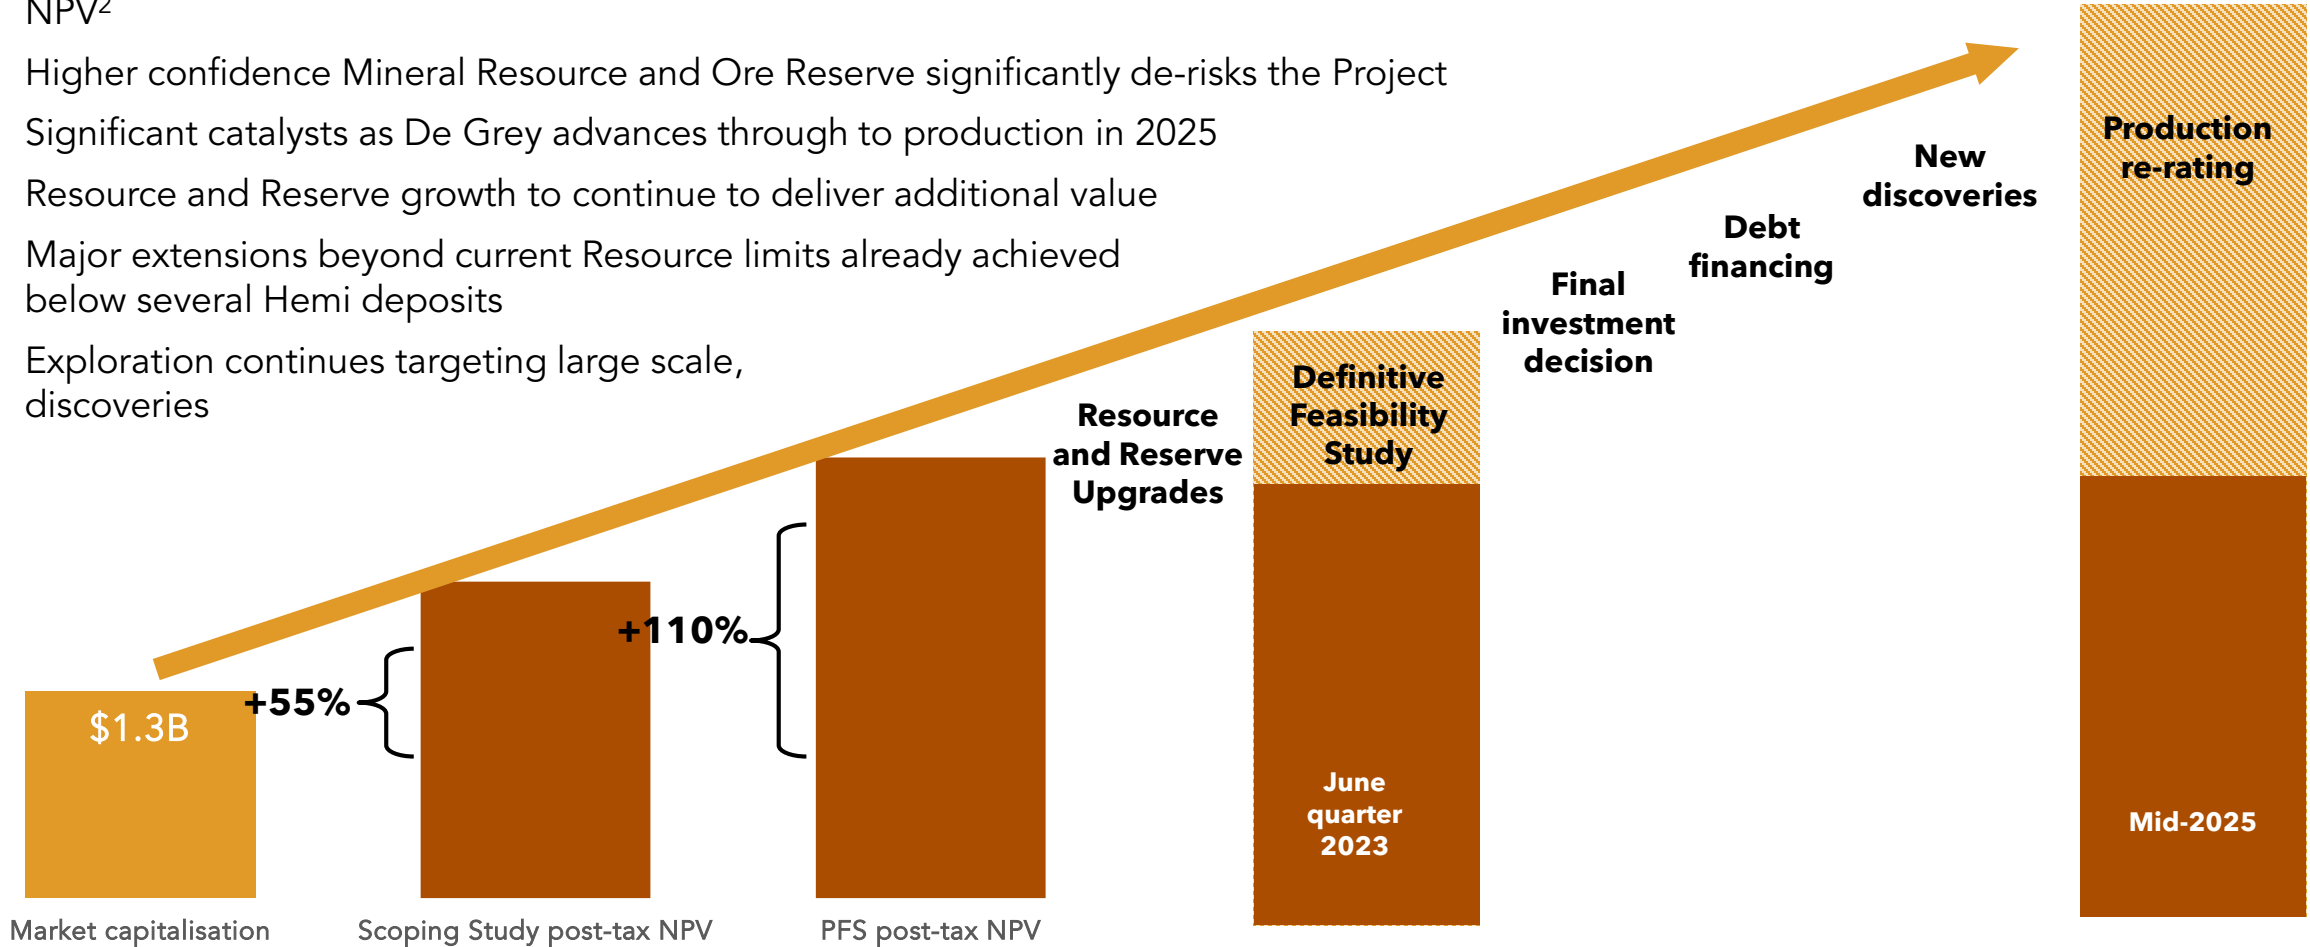 NPV²
Higher confidence Mineral Resource and Ore Reserve significantly de-risks the Project
Significant catalysts as De Grey advances through to production in 2025
Resource and Reserve growth to continue to deliver additional value
Major extensions beyond current Resource limits already achieved
below several Hemi deposits
Exploration continues targeting large scale,
discoveries
Production
re-rating
New
discoveries
Debt
financing
Final
investment
decision
Definitive
Feasibility
Study
Resource
and Reserve
Upgrades
+110%
+55%
$1.3B
June
quarter
2023
Mid-2025
Market capitalisation
Scoping Study post-tax NPV
PFS post-tax NPV